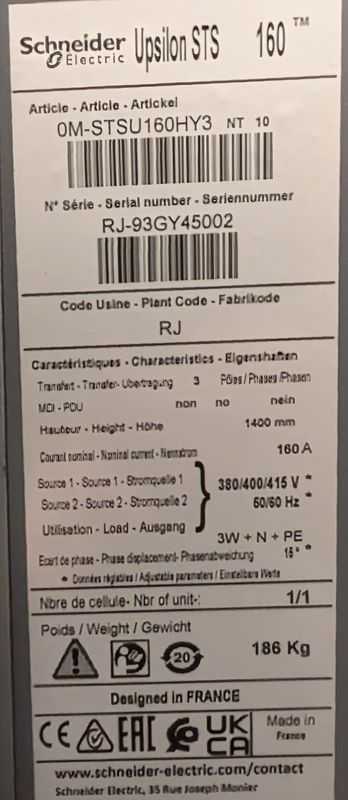 Schneider Electric Upsilon STS 160 ™
Article - Article - Artickel
0M-STSU160HY3 NT 10
N° Série - Serial number - Seriennummer
RJ-93GY45002
Code Usine - Plant Code - Fabrikode
RJ
Caractéristiques - Characteristics - Eigenshaften
Transfert - Transfer- Ubertragung 3 Pôles / Phases /Phasen
MDI - PDU non no nein
Hauteur - Height - Höhe 1400 mm
Courant nominal - Nominal current - Nennstrom 160 A
Source 1 - Source 1 - Stromquelle 1
Source 2 - Source 2 - Stromquelle 2
380/400/415 V *
50/60 Hz *
Utilisation - Load - Ausgang
3W + N + PE
Ecart de phase - Phase displacement- Phasenabweichung 15° *
* Données réglables / Adjustable parameters / Einstellbare Werte
Nbre de cellule- Nbr of unit-: 1/1
Poids / Weight / Gewicht
20
186 Kg
Designed in FRANCE
CE EAC UK CA Made in France
www.schneider-electric.com/contact
Schneider Electric, 35 Rue Joseph Monier